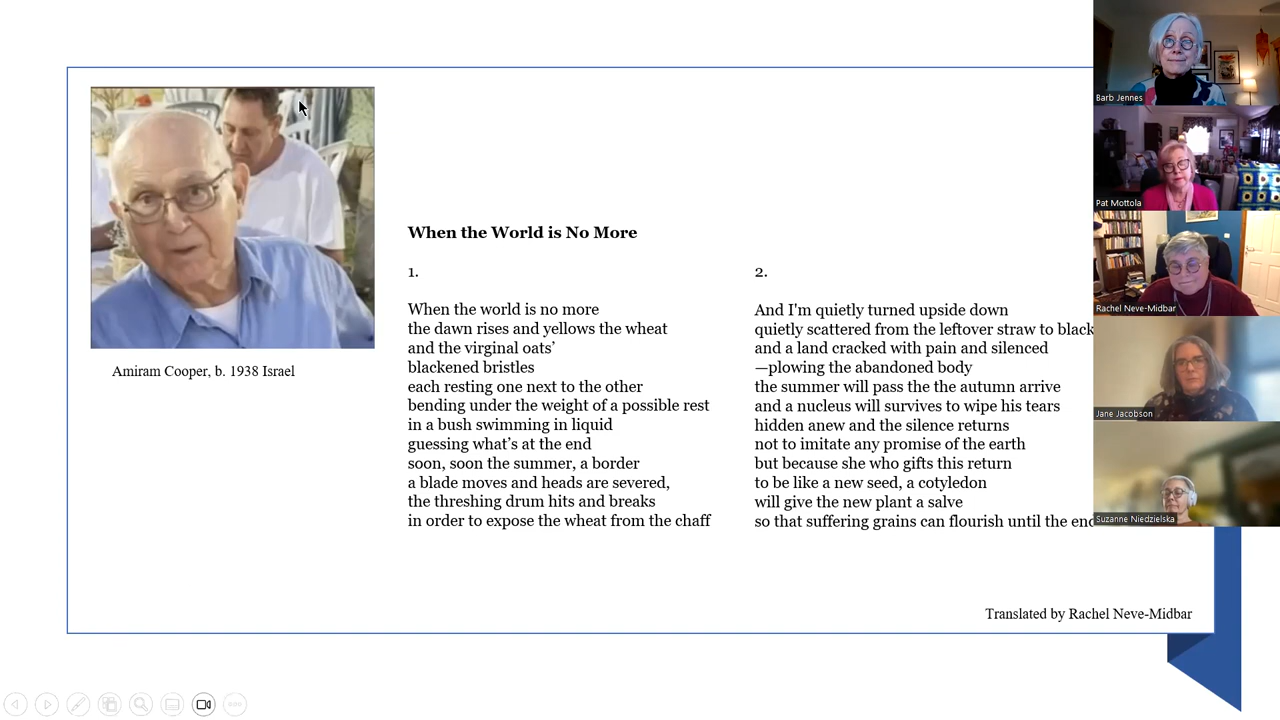 When the World is No More
1.
When the world is no more
the dawn rises and yellows the wheat
and the virginal oats’
blackened bristles
each resting one next to the other
bending under the weight of a possible rest
in a bush swimming in liquid
guessing what’s at the end
soon, soon the summer, a border
a blade moves and heads are severed,
the threshing drum hits and breaks
in order to expose the wheat from the chaff
2.
And I'm quietly turned upside down
quietly scattered from the leftover straw to black
and a land cracked with pain and silenced
—plowing the abandoned body
the summer will pass the the autumn arrive
and a nucleus will survives to wipe his tears
hidden anew and the silence returns
not to imitate any promise of the earth
but because she who gifts this return
to be like a new seed, a cotyledon
will give the new plant a salve
so that suffering grains can flourish until the
Amiram Cooper, b. 1938 Israel
Translated by Rachel Neve-Midbar
Barb Jennes
Pat Mottola
Rachel Neve-Midbar
Jane Jacobson
Suzanne Niedzielska